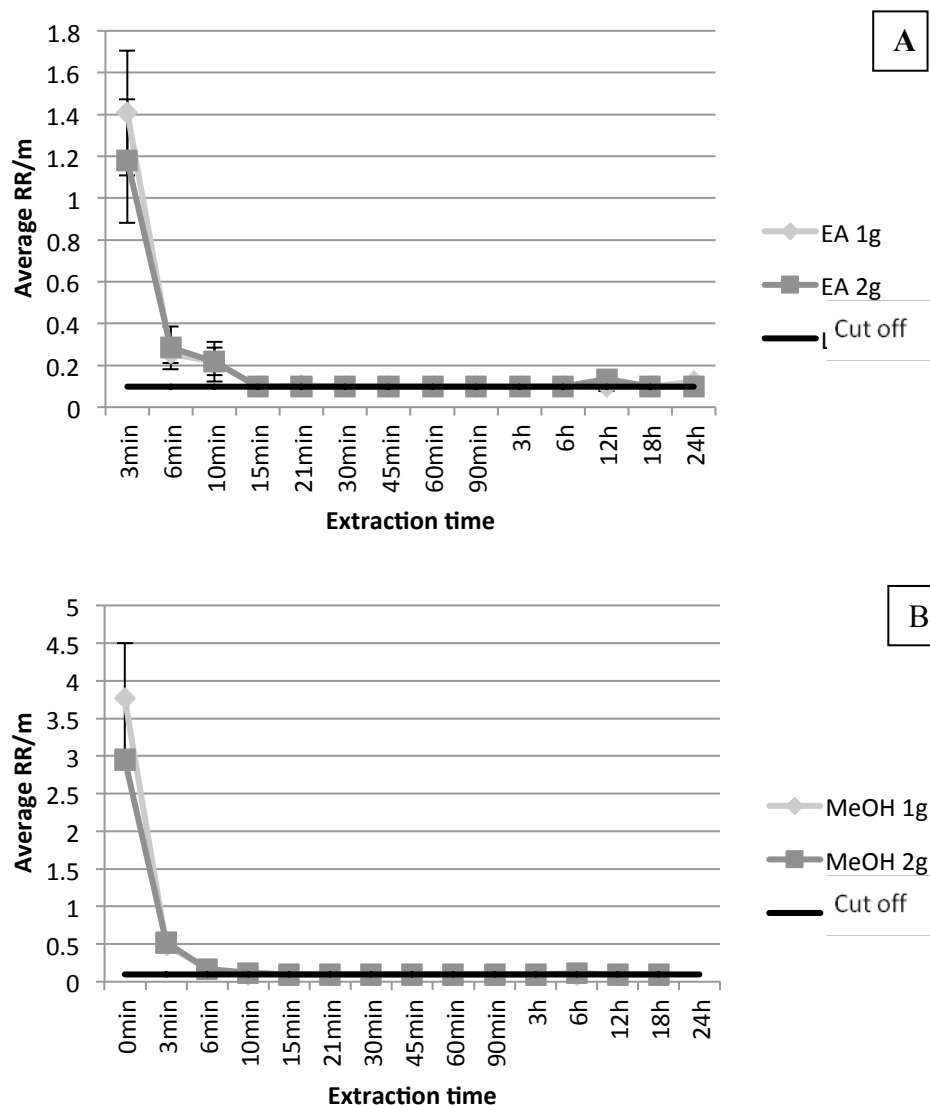 A
1.8
1.6
1.4
1.2
1
0.8
0.6
0.4
0.2
0
Average RR/m
3min
6min
10min
15min
21min
30min
45min
60min
90min
3h
6h
12h
18h
24h
Extraction time
EA 1g
EA 2g
Cut off
B
5
4.5
4
3.5
3
2.5
2
1.5
1
0.5
0
Average RR/m
0min
3min
6min
10min
15min
21min
30min
45min
60min
90min
3h
6h
12h
18h
24h
Extraction time
MeOH 1g
MeOH 2g
Cut off